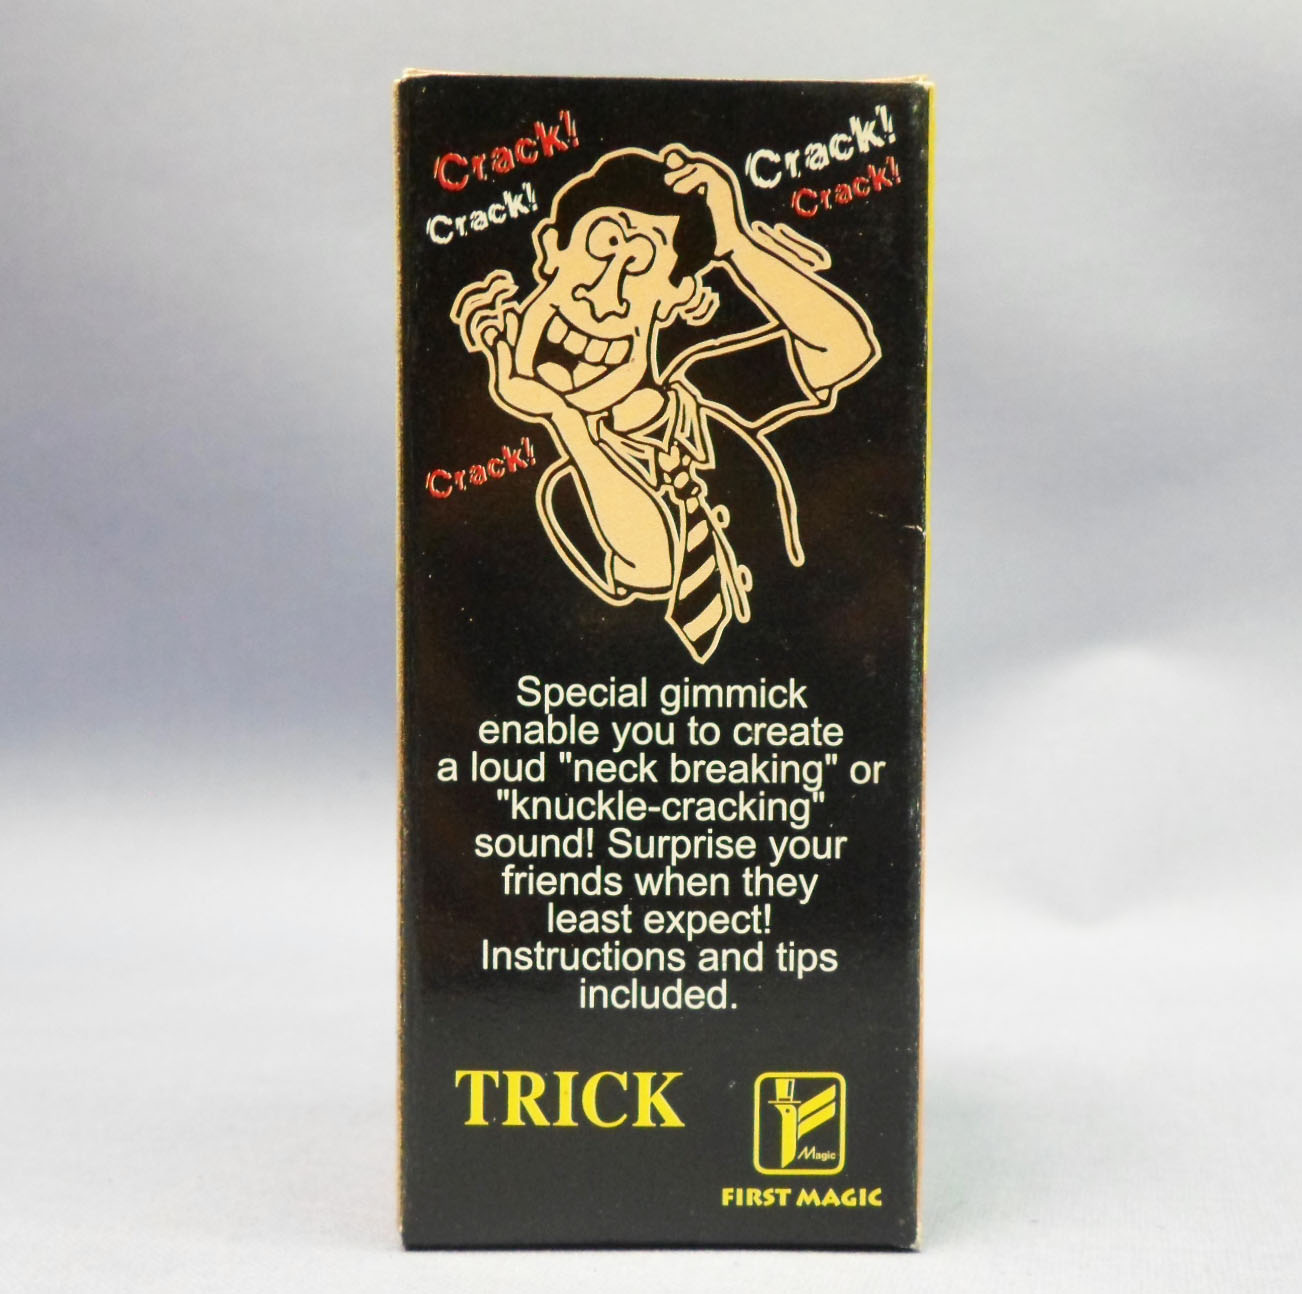 Crack!
Crack!
Crack!
Crack!
Crack!
Special gimmick
enable you to create
a loud "neck breaking" or
"knuckle-cracking"
sound! Surprise your
friends when they
least expect!
Instructions and tips
included.
TRICK
Magic
FIRST MAGIC